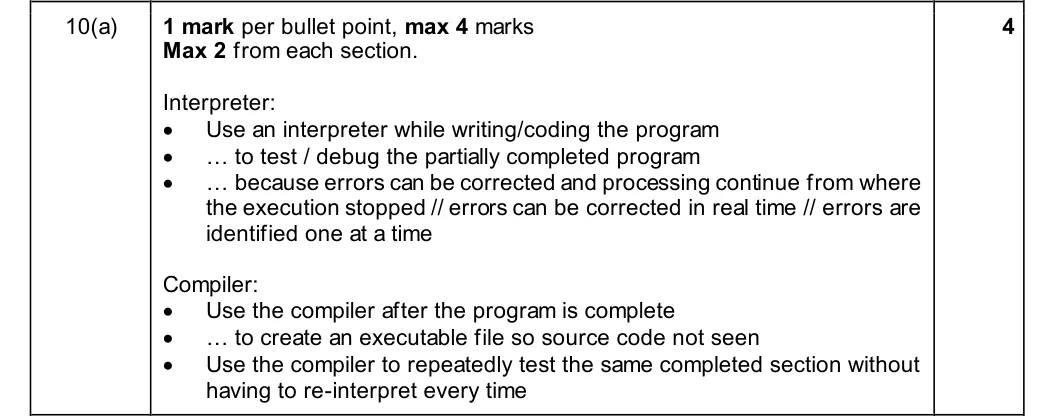 10(a) 1 mark per bullet point, max 4 marks 4
Max 2 from each section.
Interpreter:
• Use an interpreter while writing/coding the program
• … to test / debug the partially completed program
• … because errors can be corrected and processing continue from where
the execution stopped // errors can be corrected in real time // errors are
identified one at a time
Compiler:
• Use the compiler after the program is complete
• … to create an executable file so source code not seen
• Use the compiler to repeatedly test the same completed section without
having to re-interpret every time